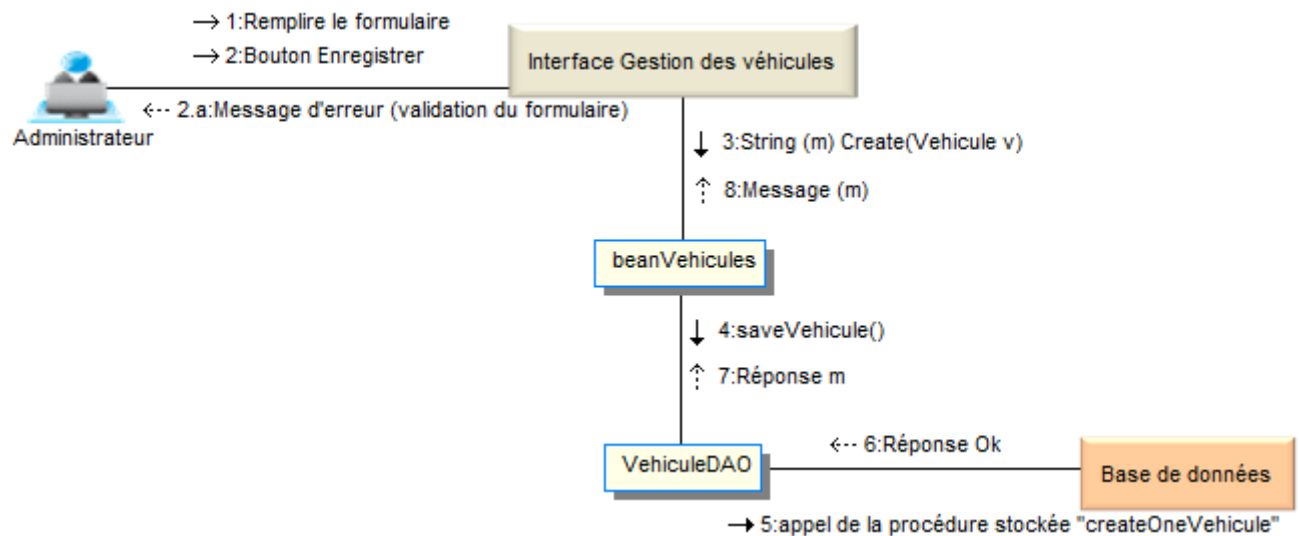 1:Remplire le formulaire
2:Bouton Enregistrer
Interface Gestion des véhicules
2.a:Message d'erreur (validation du formulaire)
Administrateur
3:String (m) Create(Vehicule v)
8:Message (m)
beanVehicules
4:saveVehicule()
7:Réponse m
6:Réponse Ok
VehiculeDAO
Base de données
5:appel de la procédure stockée "createOneVehicule"